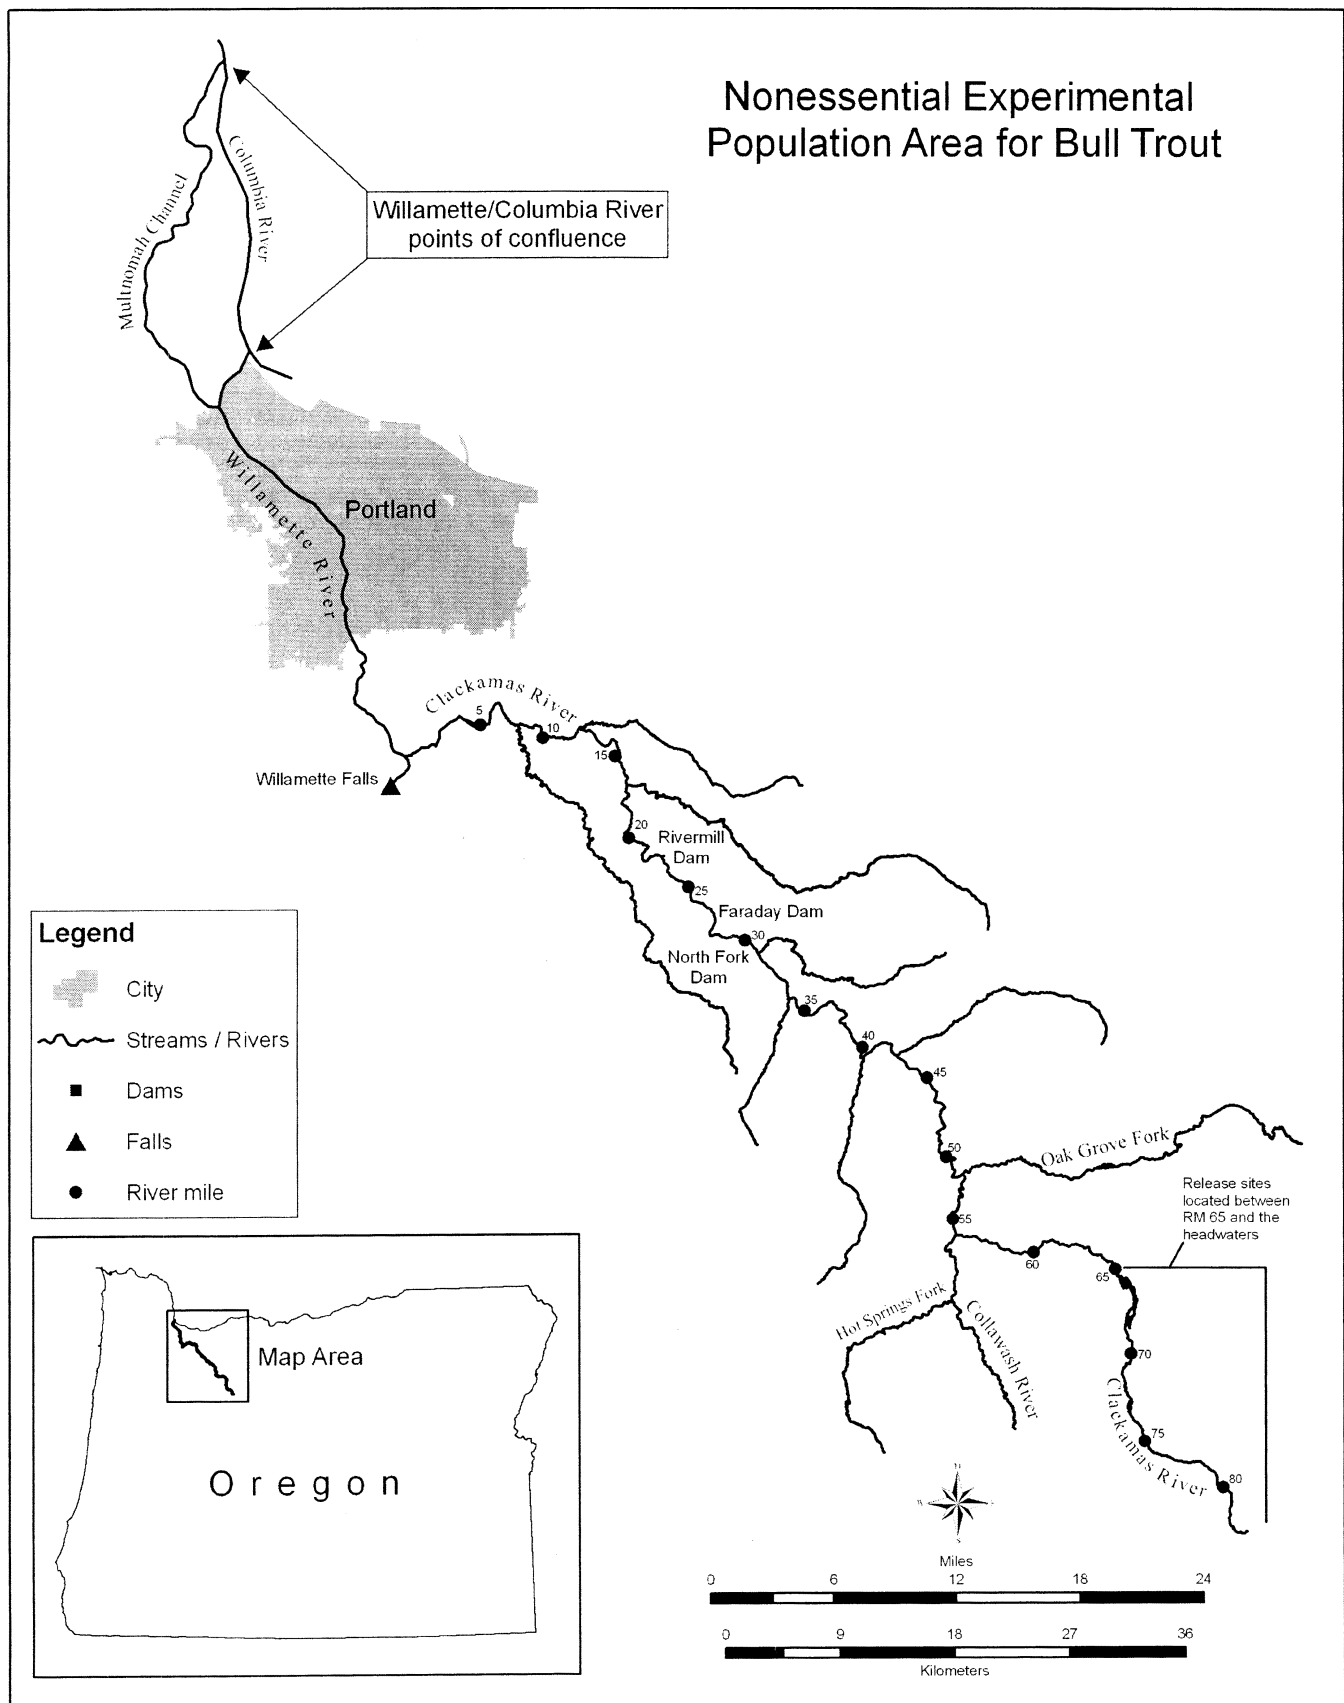 Nonessential Experimental
Population Area for Bull Trout
Columbia River
Multnomah Channel
Willamette/Columbia River
points of confluence
Willamette River
Portland
Clackamas River
5
10
15
Willamette Falls
20
Rivermill
Dam
25
Faraday Dam
30
North Fork
Dam
35
40
45
50
Oak Grove Fork
Release sites
located between
RM 65 and the
headwaters
55
60
65
Hot Springs Fork
Collawash River
70
Clackamas River
75
80
Legend
City
Streams / Rivers
Dams
Falls
River mile
Map Area
Oregon
N
W
E
S
Miles
0 6 12 18 24
0 9 18 27 36
Kilometers